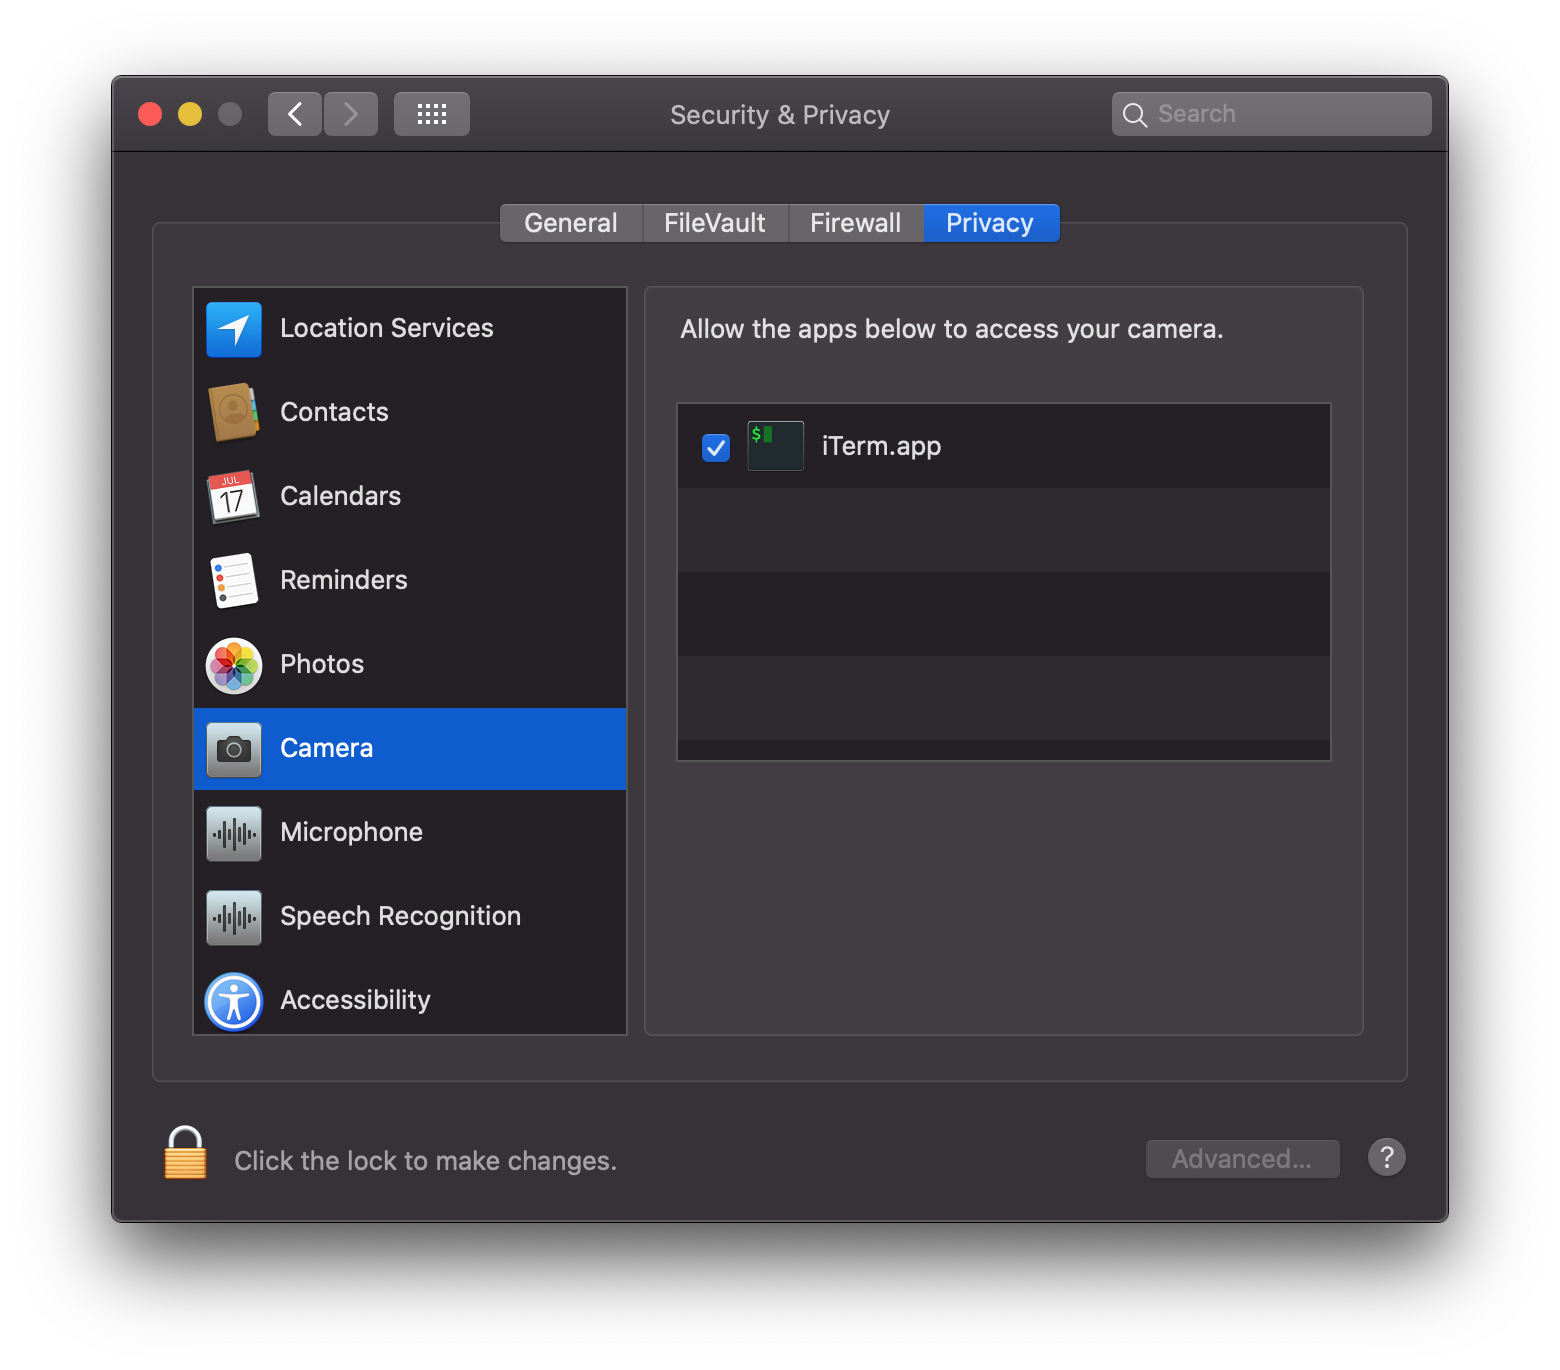 Security & Privacy
Search
General
FileVault
Firewall
Privacy
Location Services
Contacts
JUL
17
Calendars
Reminders
Photos
Camera
Microphone
Speech Recognition
Accessibility
Allow the apps below to access your camera.
$
iTerm.app
Click the lock to make changes.
Advanced...
?